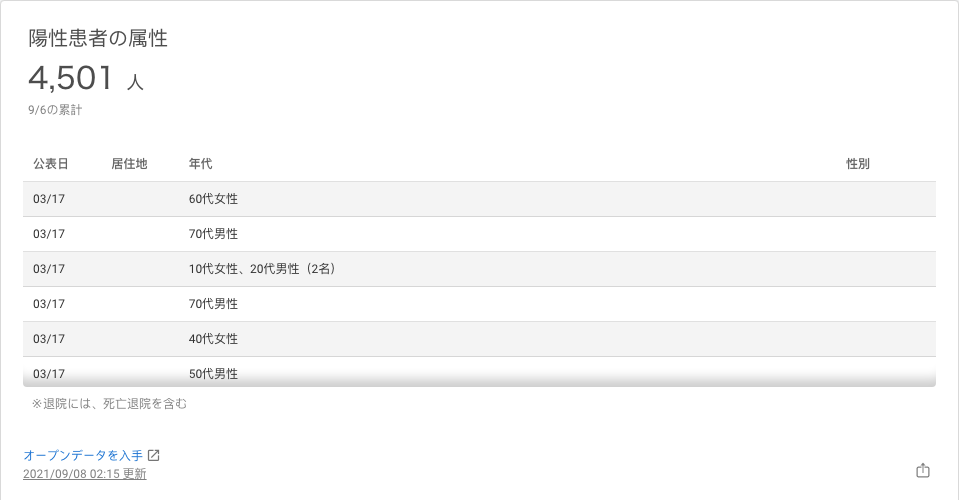 陽性患者の属性
4,501 人
9/6の累計
公表日 居住地 年代 性別
03/17 60代女性
03/17 70代男性
03/17 10代女性、20代男性（2名）
03/17 70代男性
03/17 40代女性
03/17 50代男性
※退院には、死亡退院を含む
オープンデータを入手
2021/09/08 02:15 更新